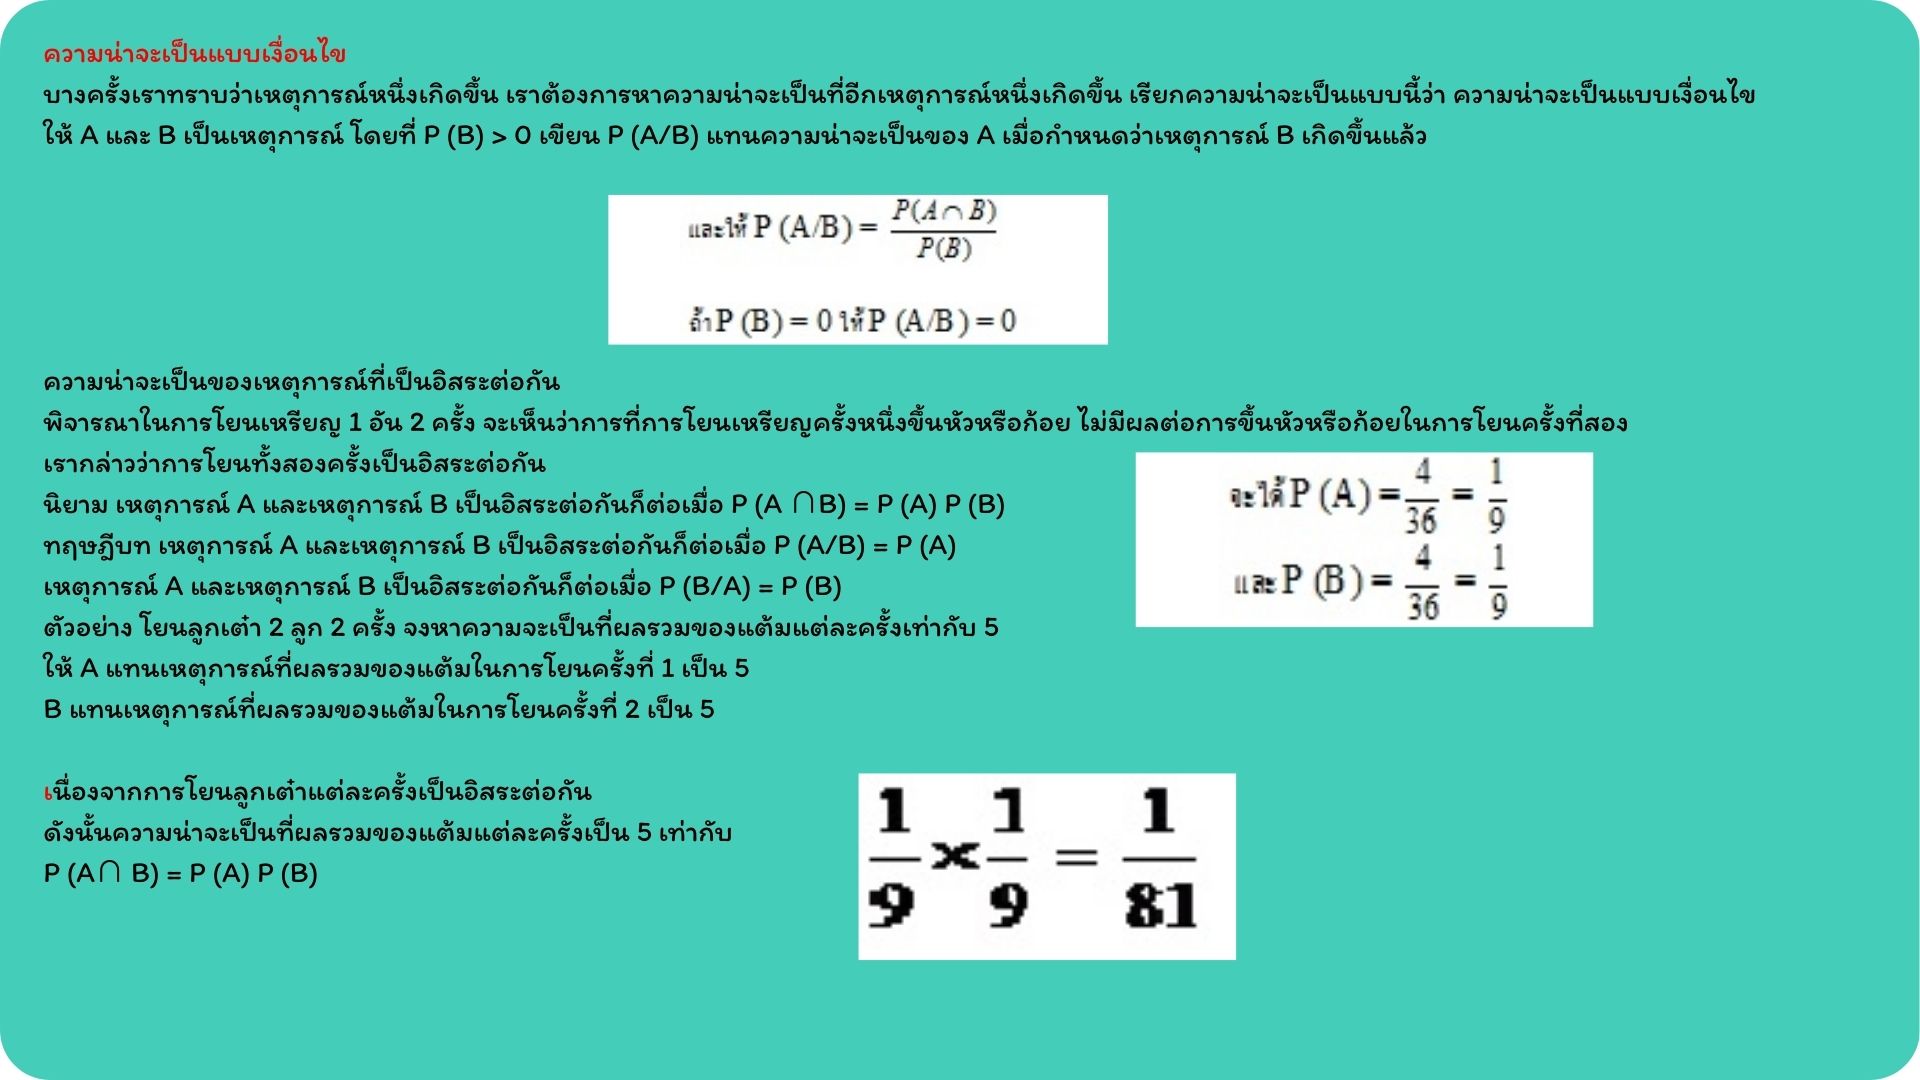 ความน่าจะเป็นแบบเงื่อนไข
บางครั้งเราทราบว่าเหตุการณ์หนึ่งเกิดขึ้น เราต้องการหาความน่าจะเป็นที่อีกเหตุการณ์หนึ่งเกิดขึ้น เรียกความน่าจะเป็นแบบนี้ว่า ความน่าจะเป็นแบบเงื่อนไข
ให้ A และ B เป็นเหตุการณ์ โดยที่ P (B) > 0 เขียน P (A/B) แทนความน่าจะเป็นของ A เมื่อกำหนดว่าเหตุการณ์ B เกิดขึ้นแล้ว
และให้ P (A/B) = P(A∩B)/P(B)
ถ้า P (B) = 0 ให้ P (A/B) = 0
ความน่าจะเป็นของเหตุการณ์ที่เป็นอิสระต่อกัน
พิจารณาในการโยนเหรียญ 1 อัน 2 ครั้ง จะเห็นว่าการที่การโยนเหรียญครั้งหนึ่งขึ้นหัวหรือก้อย ไม่มีผลต่อการขึ้นหัวหรือก้อยในการโยนครั้งที่สอง
เรากล่าวว่าการโยนทั้งสองครั้งเป็นอิสระต่อกัน
นิยาม เหตุการณ์ A และเหตุการณ์ B เป็นอิสระต่อกันก็ต่อเมื่อ P (A ∩B) = P (A) P (B)
ทฤษฎีบท เหตุการณ์ A และเหตุการณ์ B เป็นอิสระต่อกันก็ต่อเมื่อ P (A/B) = P (A)
เหตุการณ์ A และเหตุการณ์ B เป็นอิสระต่อกันก็ต่อเมื่อ P (B/A) = P (B)
ตัวอย่าง โยนลูกเต๋า 2 ลูก 2 ครั้ง จงหาความจะเป็นที่ผลรวมของแต้มแต่ละครั้งเท่ากับ 5
ให้ A แทนเหตุการณ์ที่ผลรวมของแต้มในการโยนครั้งที่ 1 เป็น 5
B แทนเหตุการณ์ที่ผลรวมของแต้มในการโยนครั้งที่ 2 เป็น 5
จะได้ P (A) = 4/36 = 1/9
และ P (B) = 4/36 = 1/9
เนื่องจากการโยนลูกเต๋าแต่ละครั้งเป็นอิสระต่อกัน
ดังนั้นความน่าจะเป็นที่ผลรวมของแต้มแต่ละครั้งเป็น 5 เท่ากับ
P (A∩ B) = P (A) P (B)
1/9 × 1/9 = 1/81